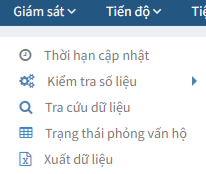 Giám sát Tiến độ
Thời hạn cập nhật
Kiểm tra số liệu
Tra cứu dữ liệu
Trạng thái phỏng vấn hộ
Xuất dữ liệu